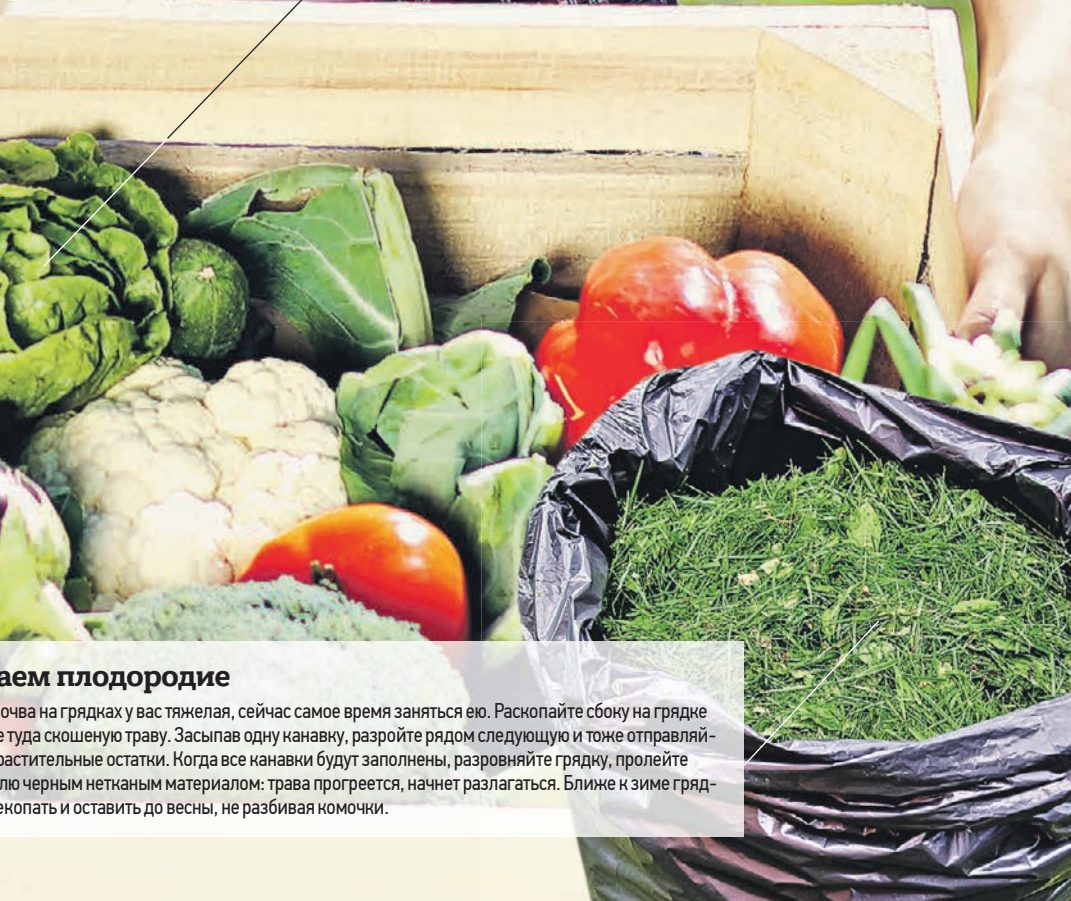 аем плодородие
очва на грядках у вас тяжелая, сейчас самое время заняться ею. Раскопайте сбоку на грядке
е туда скошеную траву. Засыпав одну канавку, разройте рядом следующую и тоже отправляй-
растительные остатки. Когда все канавки будут заполнены, разровняйте грядку, пролейте
лю черным нетканым материалом: трава прогреется, начнет разлагаться. Ближе к зиме гряд-
екопать и оставить до весны, не разбивая комочки.